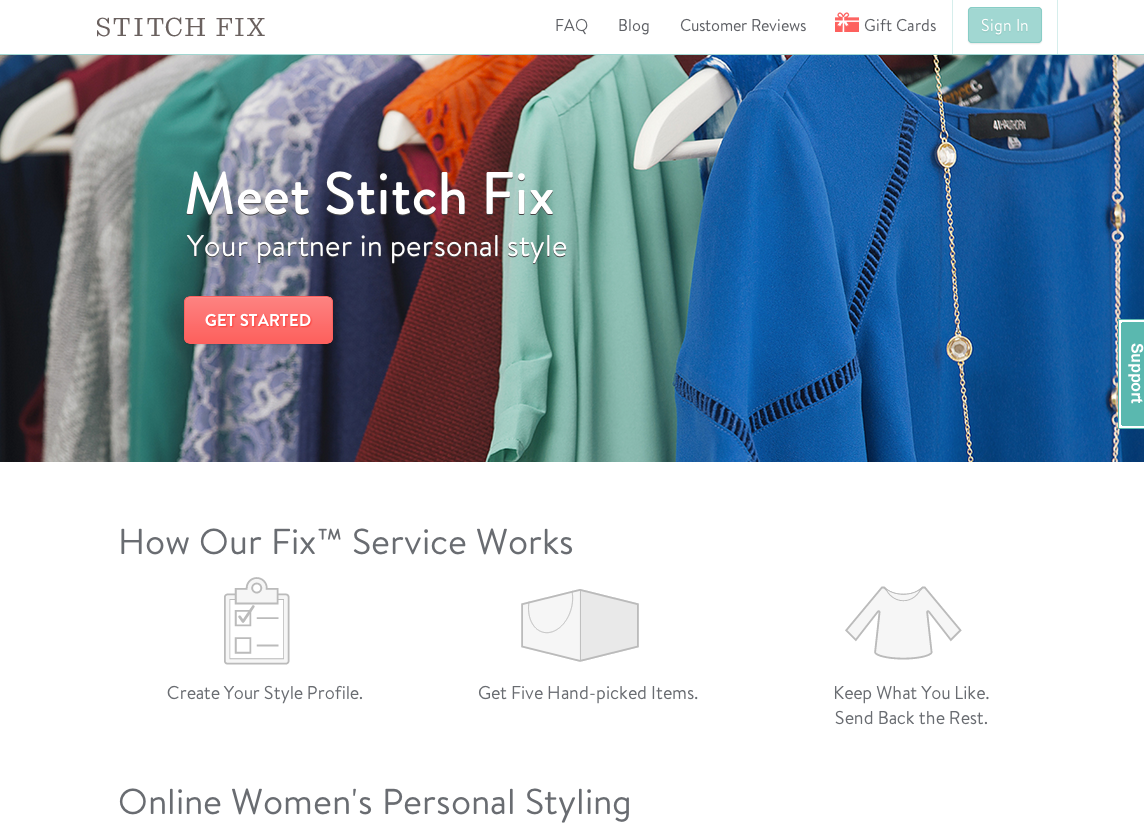 STITCH FIX
FAQ
Blog
Customer Reviews
Gift Cards
Sign In
41HAWTHORN
Meet Stitch Fix
Your partner in personal style
GET STARTED
Support
How Our Fix™ Service Works
Create Your Style Profile.
Get Five Hand-picked Items.
Keep What You Like.
Send Back the Rest.
Online Women's Personal Styling